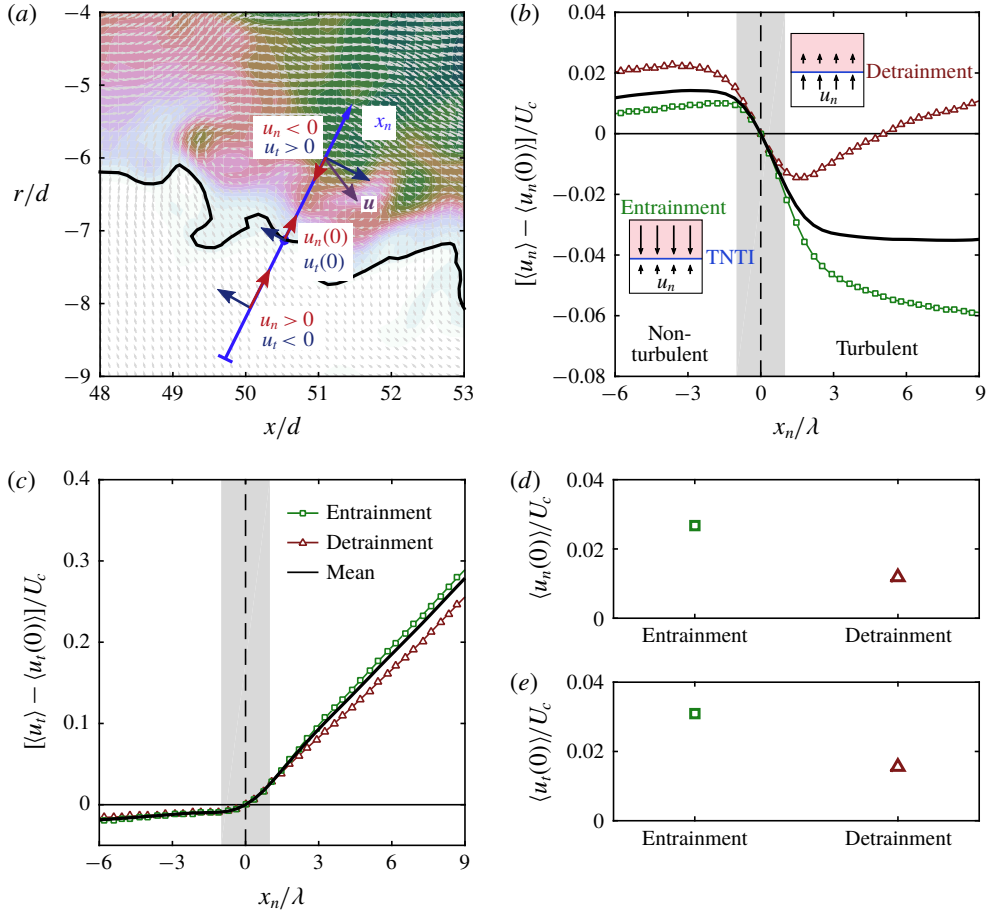 (a)
−4
−5
−6
−7
−8
−9
r/d
48
49
50
51
52
53
x/d
u_n < 0
u_t > 0
x_n
u
u_n(0)
u_t(0)
u_n > 0
u_t < 0
(b)
[⟨u_n⟩ − ⟨u_n(0)⟩]/U_c
0.04
0.02
0
−0.02
−0.04
−0.06
−0.08
Detrainment
u_n
Entrainment
TNTI
u_n
Non-
turbulent
Turbulent
−6
−3
0
3
6
9
x_n/λ
(c)
[⟨u_t⟩ − ⟨u_t(0)⟩]/U_c
0.4
0.3
0.2
0.1
0
Entrainment
Detrainment
Mean
−6
−3
0
3
6
9
x_n/λ
(d)
⟨u_n(0)⟩/U_c
0.04
0.02
0
Entrainment
Detrainment
(e)
⟨u_t(0)⟩/U_c
0.04
0.02
0
Entrainment
Detrainment